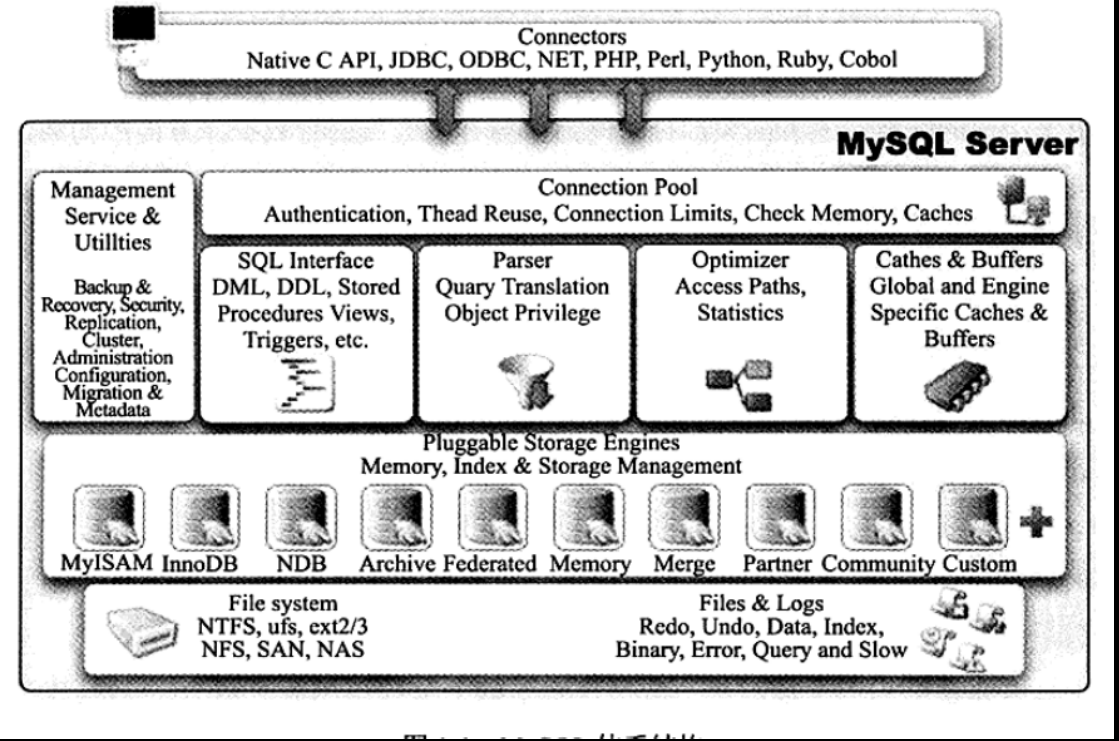 Connectors
Native C API, JDBC, ODBC, NET, PHP, Perl, Python, Ruby, Cobol
MySQL Server
Management
Service &
Utillties
Backup &
Recovery, Security,
Replication,
Cluster,
Administration
Configuration,
Migration &
Metadata
Connection Pool
Authentication, Thead Reuse, Connection Limits, Check Memory, Caches
SQL Interface
DML, DDL, Stored
Procedures Views,
Triggers, etc.
Parser
Quary Translation
Object Privilege
Optimizer
Access Paths,
Statistics
Cathes & Buffers
Global and Engine
Specific Caches &
Buffers
Pluggable Storage Engines
Memory, Index & Storage Management
MyISAM InnoDB NDB Archive Federated Memory Merge Partner Community Custom
File system
NTFS, ufs, ext2/3
NFS, SAN, NAS
Files & Logs
Redo, Undo, Data, Index,
Binary, Error, Query and Slow